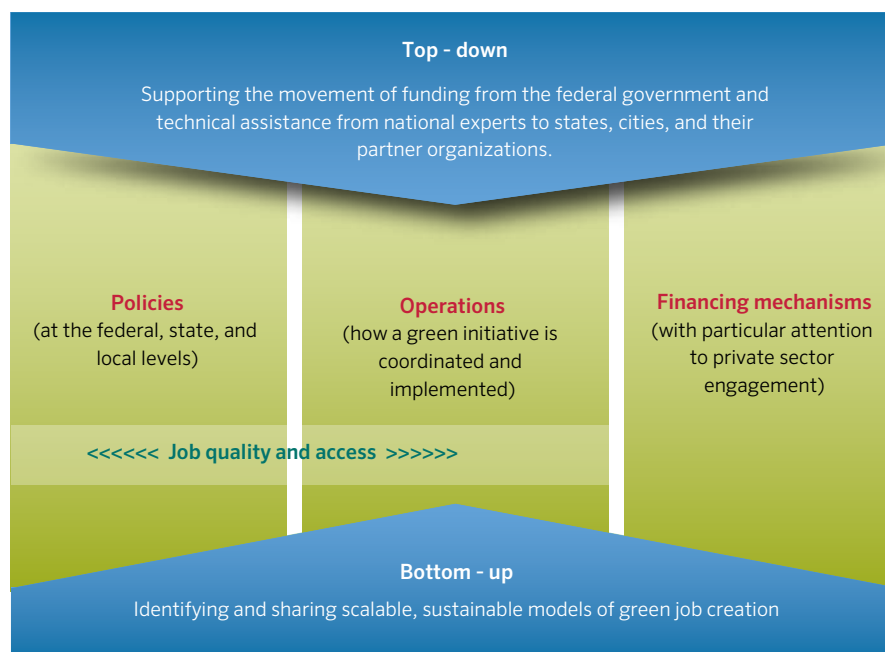 Top - down
Supporting the movement of funding from the federal government and
technical assistance from national experts to states, cities, and their
partner organizations.
Policies
(at the federal, state, and
local levels)
Operations
(how a green initiative is
coordinated and
implemented)
Financing mechanisms
(with particular attention
to private sector
engagement)
<<<<<< Job quality and access >>>>>>
Bottom - up
Identifying and sharing scalable, sustainable models of green job creation